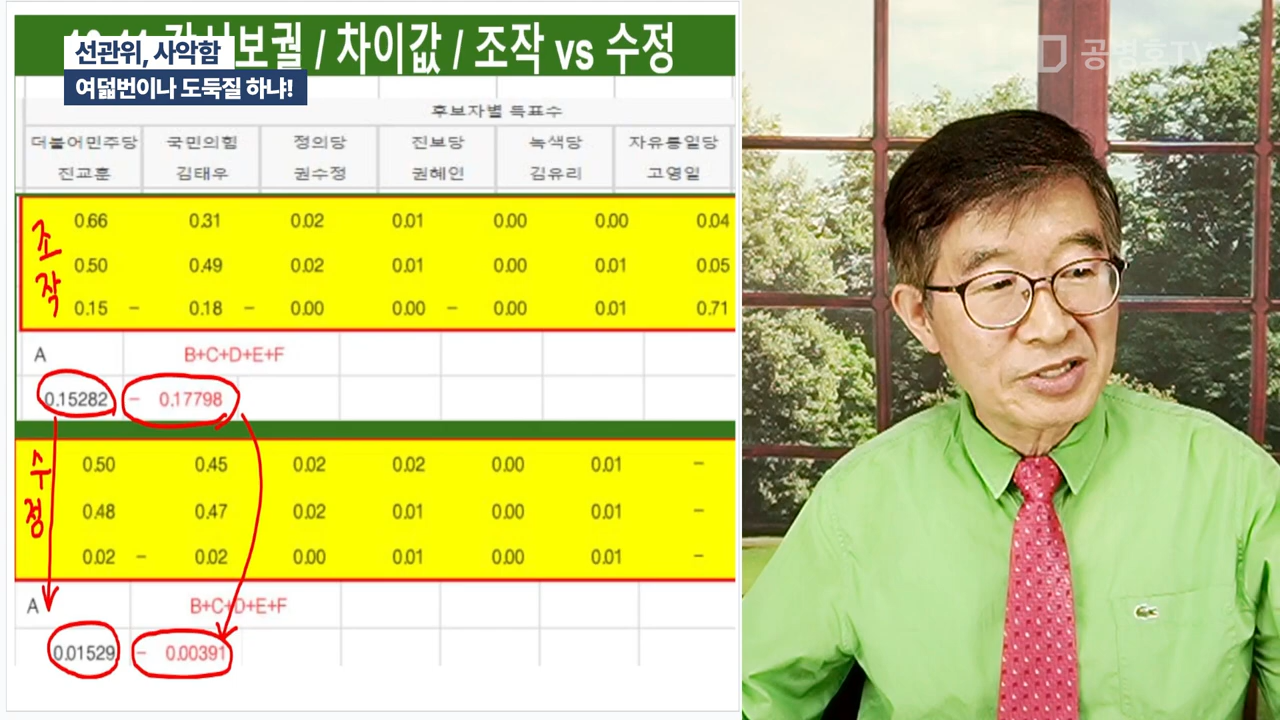 보궐 / 차이값 / 조작 vs 수정
선관위, 사악함
여덟번이나 도둑질 하냐!
공병호TV
후보자별 득표수
더불어민주당 국민의힘 정의당 진보당 녹색당 자유통일당
진교훈 김태우 권수정 권혜인 김유리 고영일
조작
0.66 0.31 0.02 0.01 0.00 0.00 0.04
0.50 0.49 0.02 0.01 0.00 0.01 0.05
0.15 - 0.18 - 0.00 0.00 - 0.00 0.01 0.71
A B+C+D+E+F
0.15282 - 0.17798
수정
0.50 0.45 0.02 0.02 0.00 0.01 -
0.48 0.47 0.02 0.01 0.00 0.01 -
0.02 - 0.02 0.00 0.01 0.00 0.01 -
A B+C+D+E+F
0.01529 - 0.00391